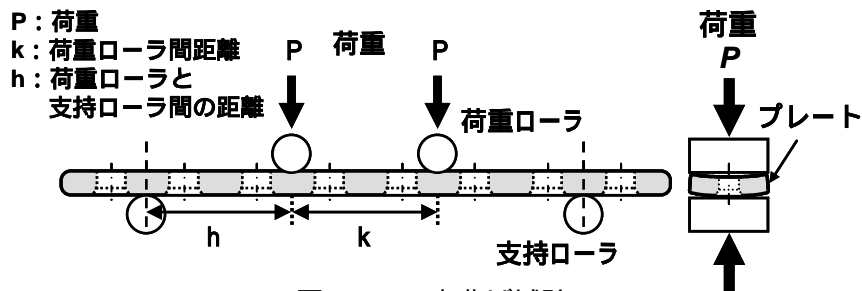 P：荷重
k：荷重ローラ間距離
h：荷重ローラと
支持ローラ間の距離
P 荷重 P
荷重ローラ
h
k
支持ローラ
荷重
P
プレート